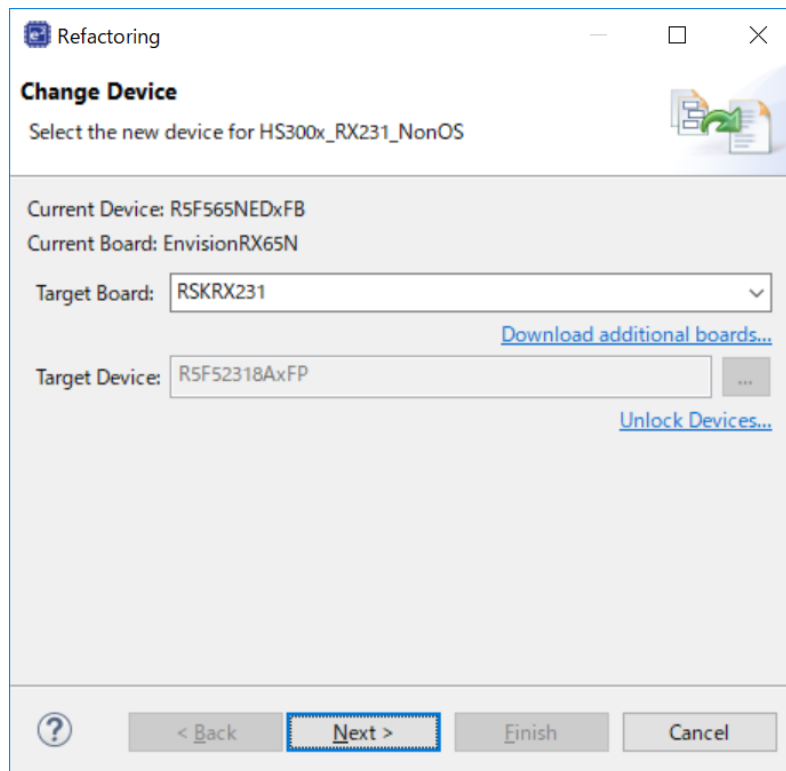 Refactoring
Change Device
Select the new device for HS300x_RX231_NonOS
Current Device: R5F565NEDxFB
Current Board: EnvisionRX65N
Target Board: RSKRX231
Download additional boards...
Target Device: R5F52318AxFP ...
Unlock Devices...
? < Back Next > Finish Cancel